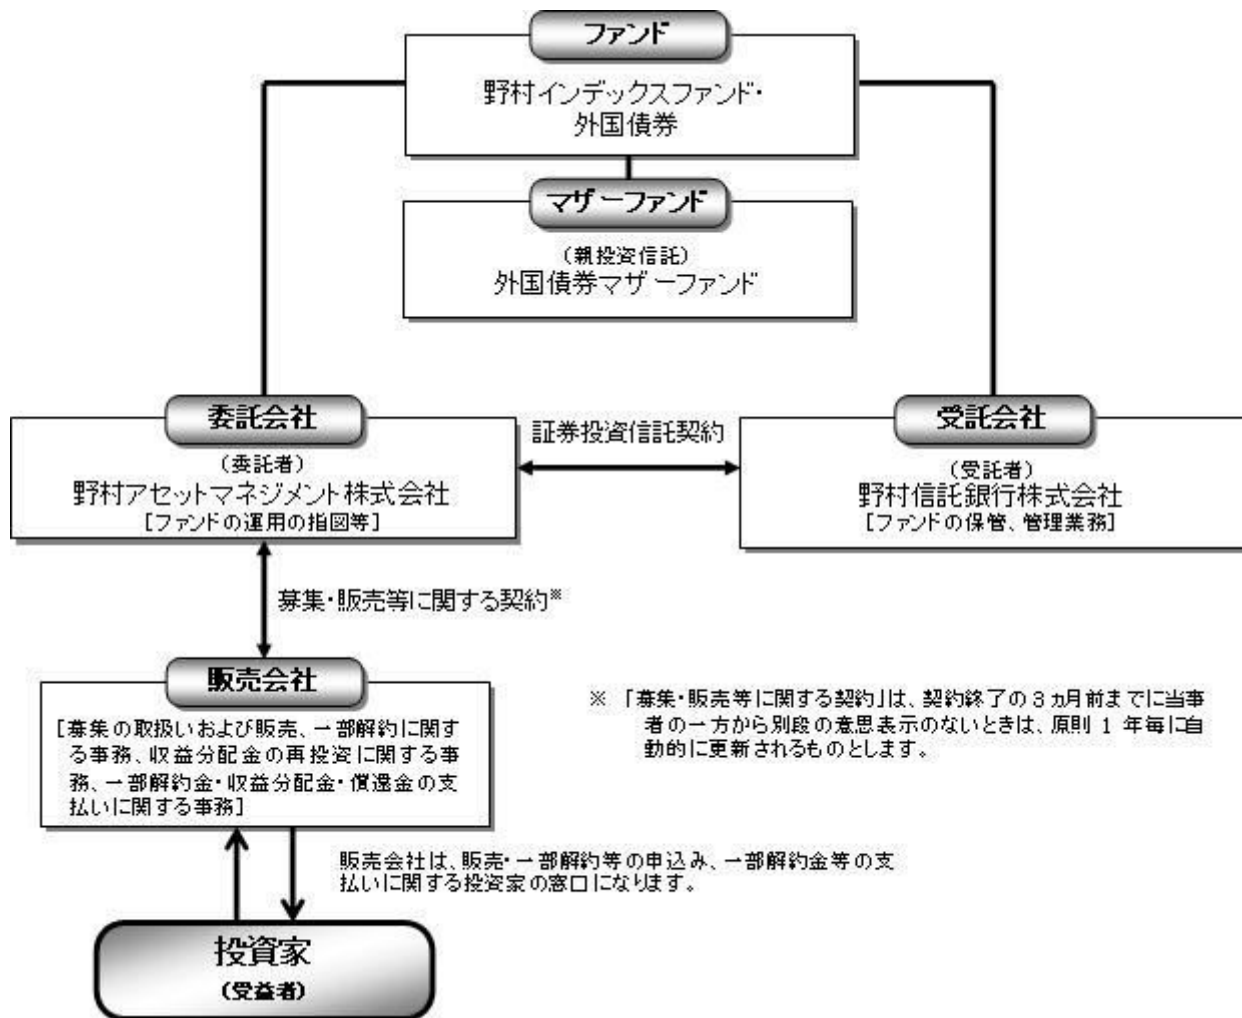 ファンド
野村インデックスファンド・
外国債券
マザーファンド
(親投資信託)
外国債券マザーファンド
委託会社
(委託者)
野村アセットマネジメント株式会社
[ファンドの運用の指図等]
証券投資信託契約
受託会社
(受託者)
野村信託銀行株式会社
[ファンドの保管、管理業務]
募集・販売等に関する契約※
販売会社
[募集の取扱いおよび販売、一部解約に関す
る事務、収益分配金の再投資に関する事
務、一部解約金・収益分配金・償還金の支
払いに関する事務]
※ 「募集・販売等に関する契約」は、契約終了の3ヵ月前までに当事
者の一方から別段の意思表示のないときは、原則 1 年毎に自
動的に更新されるものとします。
販売会社は、販売・一部解約等の申込み、一部解約金等の支
払いに関する投資家の窓口になります。
投資家
(受益者)